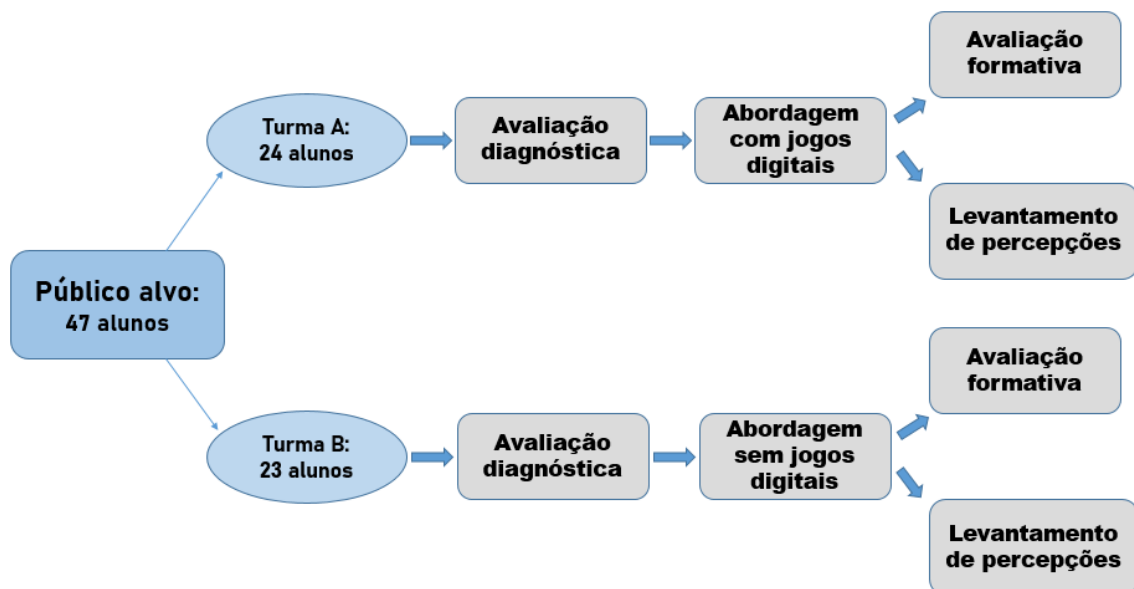 Público alvo:
47 alunos
Turma A:
24 alunos
Avaliação
diagnóstica
Abordagem
com jogos
digitais
Avaliação
formativa
Levantamento
de percepções
Turma B:
23 alunos
Avaliação
diagnóstica
Abordagem
sem jogos
digitais
Avaliação
formativa
Levantamento
de percepções